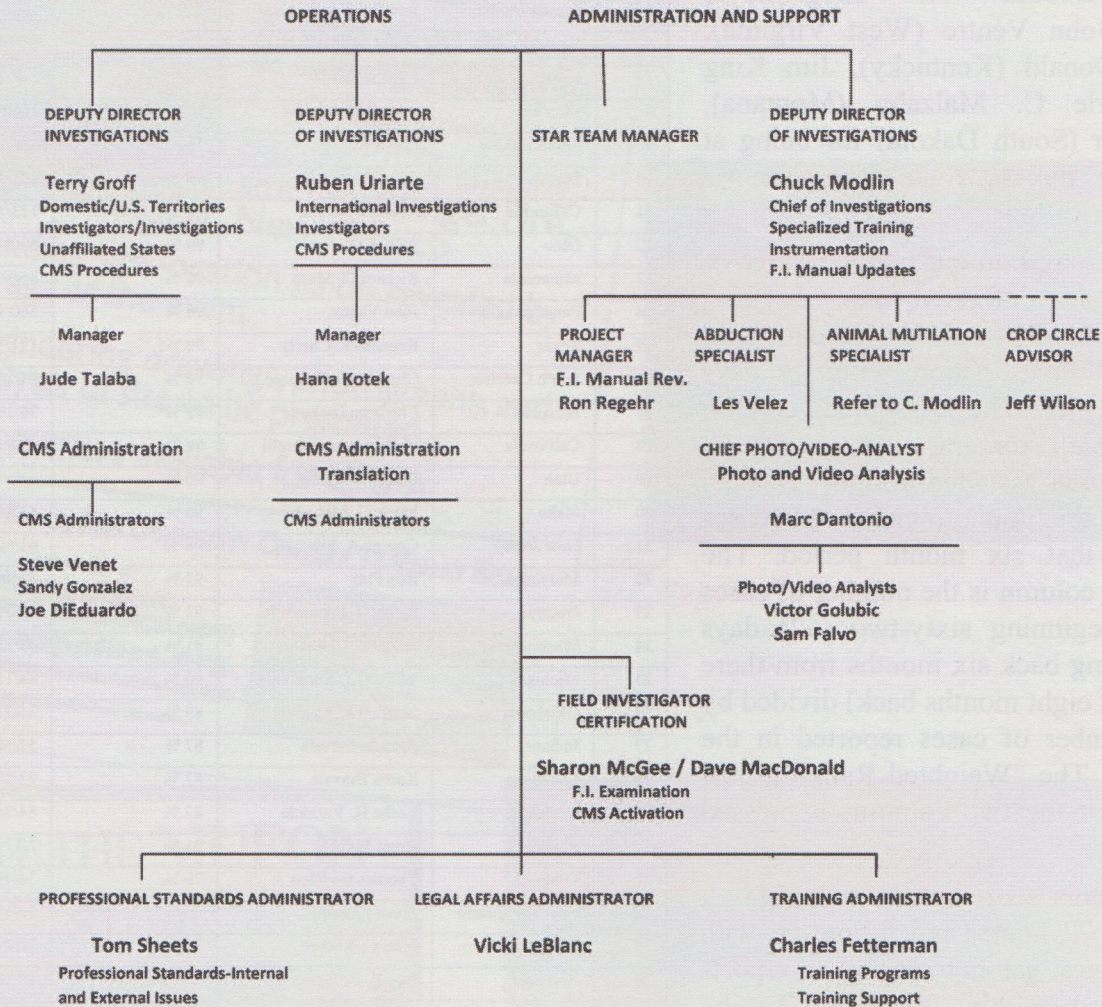 OPERATIONS
ADMINISTRATION AND SUPPORT
DEPUTY DIRECTOR
INVESTIGATIONS
Terry Groff
Domestic/U.S. Territories
Investigators/Investigations
Unaffiliated States
CMS Procedures
Manager
Jude Talaba
CMS Administration
CMS Administrators
Steve Venet
Sandy Gonzalez
Joe DiEduardo
DEPUTY DIRECTOR
OF INVESTIGATIONS
Ruben Uriarte
International Investigations
Investigators
CMS Procedures
Manager
Hana Kotek
CMS Administration
Translation
CMS Administrators
STAR TEAM MANAGER
DEPUTY DIRECTOR
OF INVESTIGATIONS
Chuck Modlin
Chief of Investigations
Specialized Training
Instrumentation
F.I. Manual Updates
PROJECT
MANAGER
F.I. Manual Rev.
Ron Regehr
ABDUCTION
SPECIALIST
Les Velez
ANIMAL MUTILATION
SPECIALIST
Refer to C. Modlin
CROP CIRCLE
ADVISOR
Jeff Wilson
CHIEF PHOTO/VIDEO-ANALYST
Photo and Video Analysis
Marc Dantonio
Photo/Video Analysts
Victor Golubic
Sam Falvo
FIELD INVESTIGATOR
CERTIFICATION
Sharon McGee / Dave MacDonald
F.I. Examination
CMS Activation
PROFESSIONAL STANDARDS ADMINISTRATOR
Tom Sheets
Professional Standards-Internal
and External Issues
LEGAL AFFAIRS ADMINISTRATOR
Vicki LeBlanc
TRAINING ADMINISTRATOR
Charles Fetterman
Training Programs
Training Support